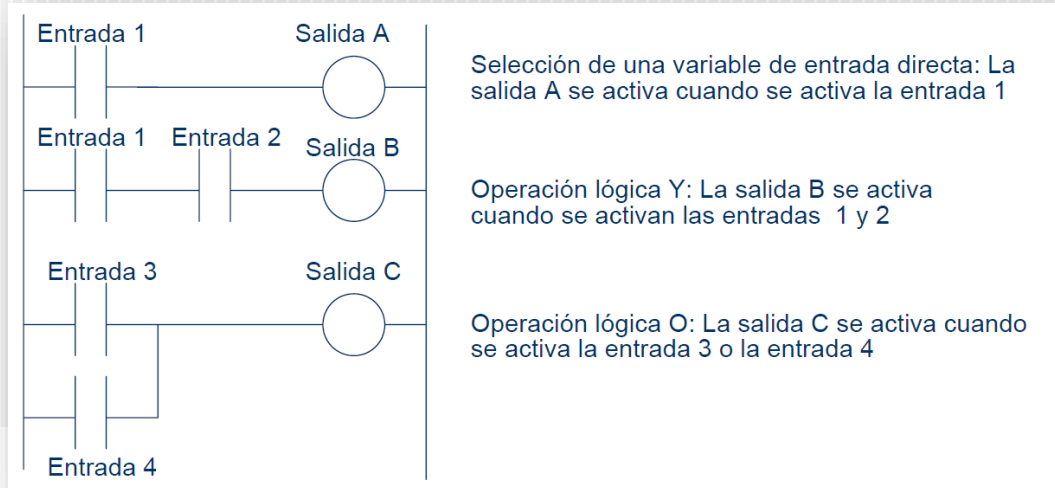 Entrada 1
Salida A
Selección de una variable de entrada directa: La
salida A se activa cuando se activa la entrada 1
Entrada 1
Entrada 2
Salida B
Operación lógica Y: La salida B se activa
cuando se activan las entradas 1 y 2
Entrada 3
Salida C
Operación lógica O: La salida C se activa cuando
se activa la entrada 3 o la entrada 4
Entrada 4